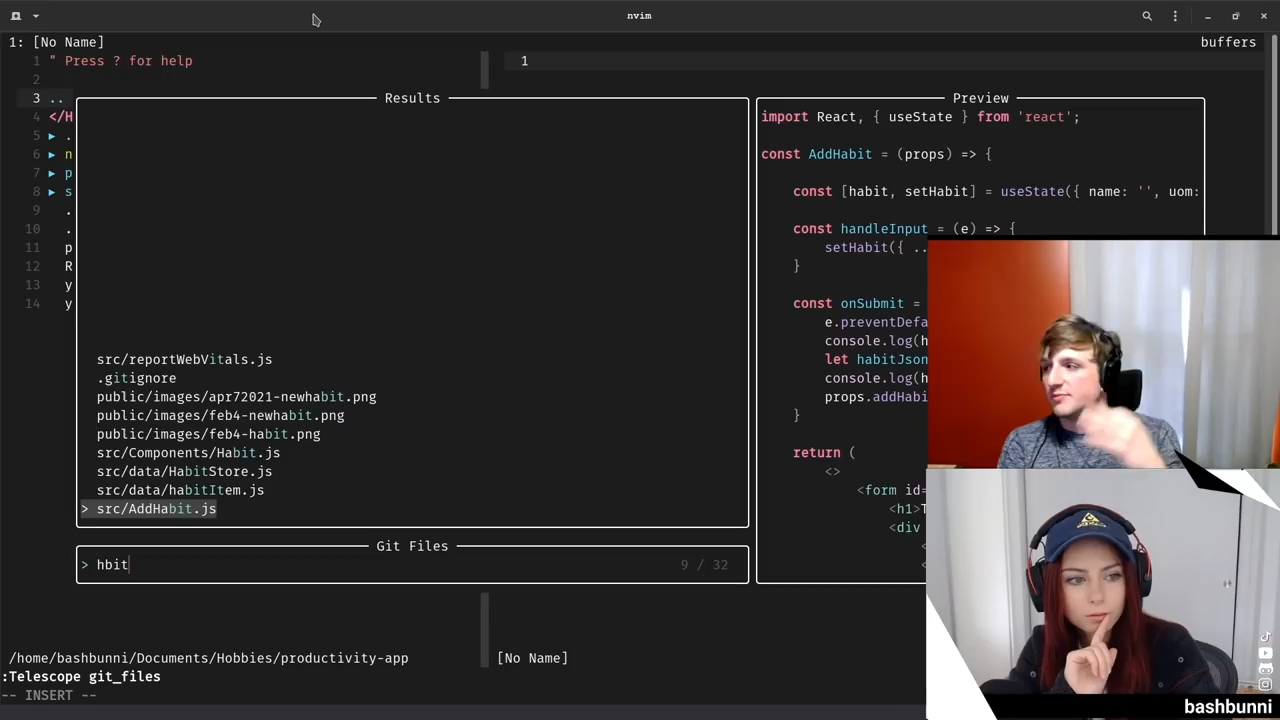 nvim
1: [No Name]
buffers
1 " Press ? for help
2
3 ..
4 </H
5 ▸ .
6 ▸ n
7 ▸ p
8 ▸ s
9 .
10 .
11 p
12 R
13 y
14 y
1
Results
src/reportWebVitals.js
.gitignore
public/images/apr72021-newhabit.png
public/images/feb4-newhabit.png
public/images/feb4-habit.png
src/Components/Habit.js
src/data/HabitStore.js
src/data/habitItem.js
> src/AddHabit.js
Git Files
> hbit
9 / 32
Preview
import React, { useState } from 'react';
const AddHabit = (props) => {
const [habit, setHabit] = useState({ name: '', uom:
const handleInput = (e) => {
setHabit({ ..
}
const onSubmit =
e.preventDefa
console.log(h
let habitJson
console.log(h
props.addHabi
}
return (
<>
<form id=
<h1>T
<div
<
<
/home/bashbunni/Documents/Hobbies/productivity-app
[No Name]
:Telescope git_files
-- INSERT --
bashbunni